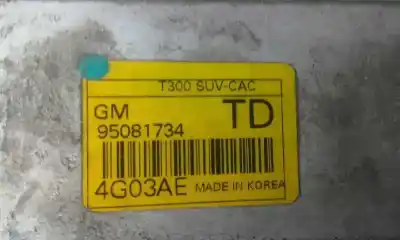 T300 SUV-CAC
GM TD
95081734
4G03AE MADE IN KOREA